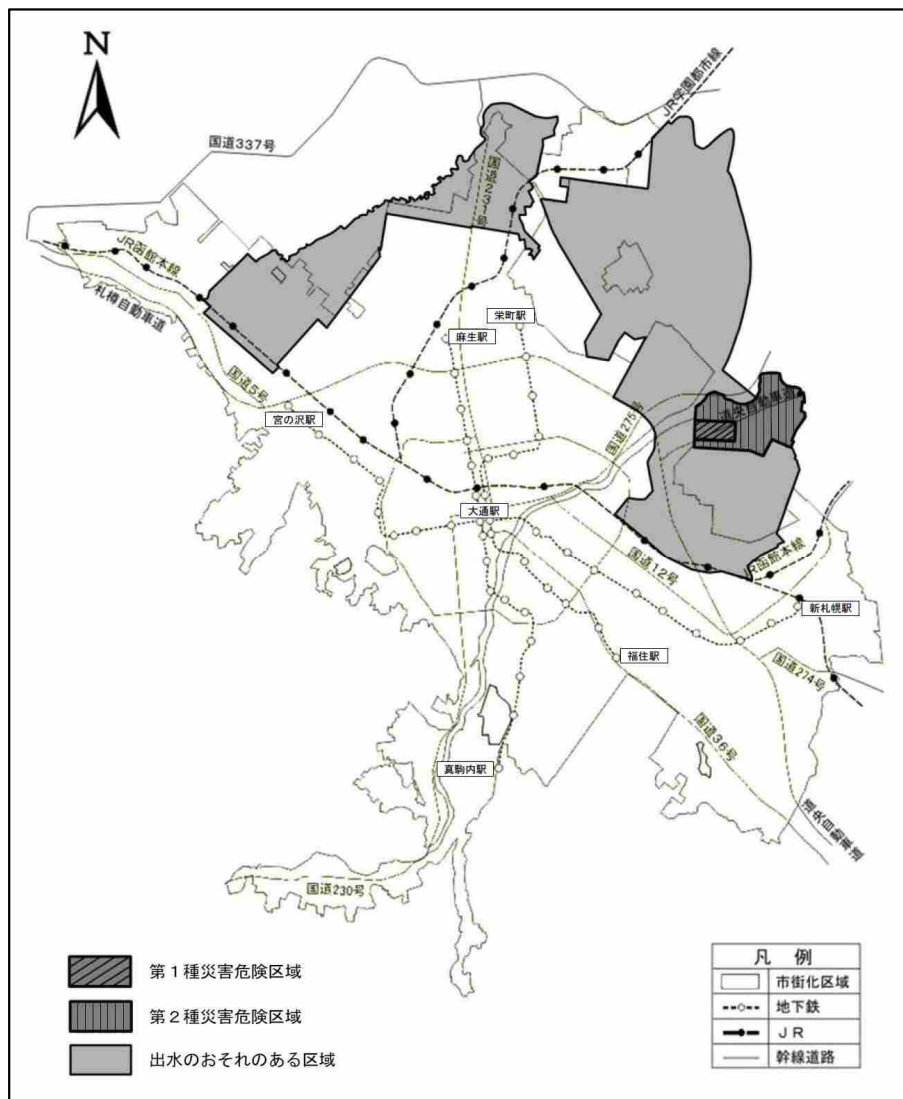 N
JR学園都市線
国道337号
国道231号
JR函館本線
札樽自動車道
栄町駅
麻生駅
国道5号
宮の沢駅
国道275号
道央自動車道
大通駅
国道12号
JR函館本線
新札幌駅
福住駅
国道274号
国道36号
真駒内駅
道央自動車道
国道230号
第1種災害危険区域
第2種災害危険区域
出水のおそれのある区域
凡 例
市街化区域
地下鉄
JR
幹線道路